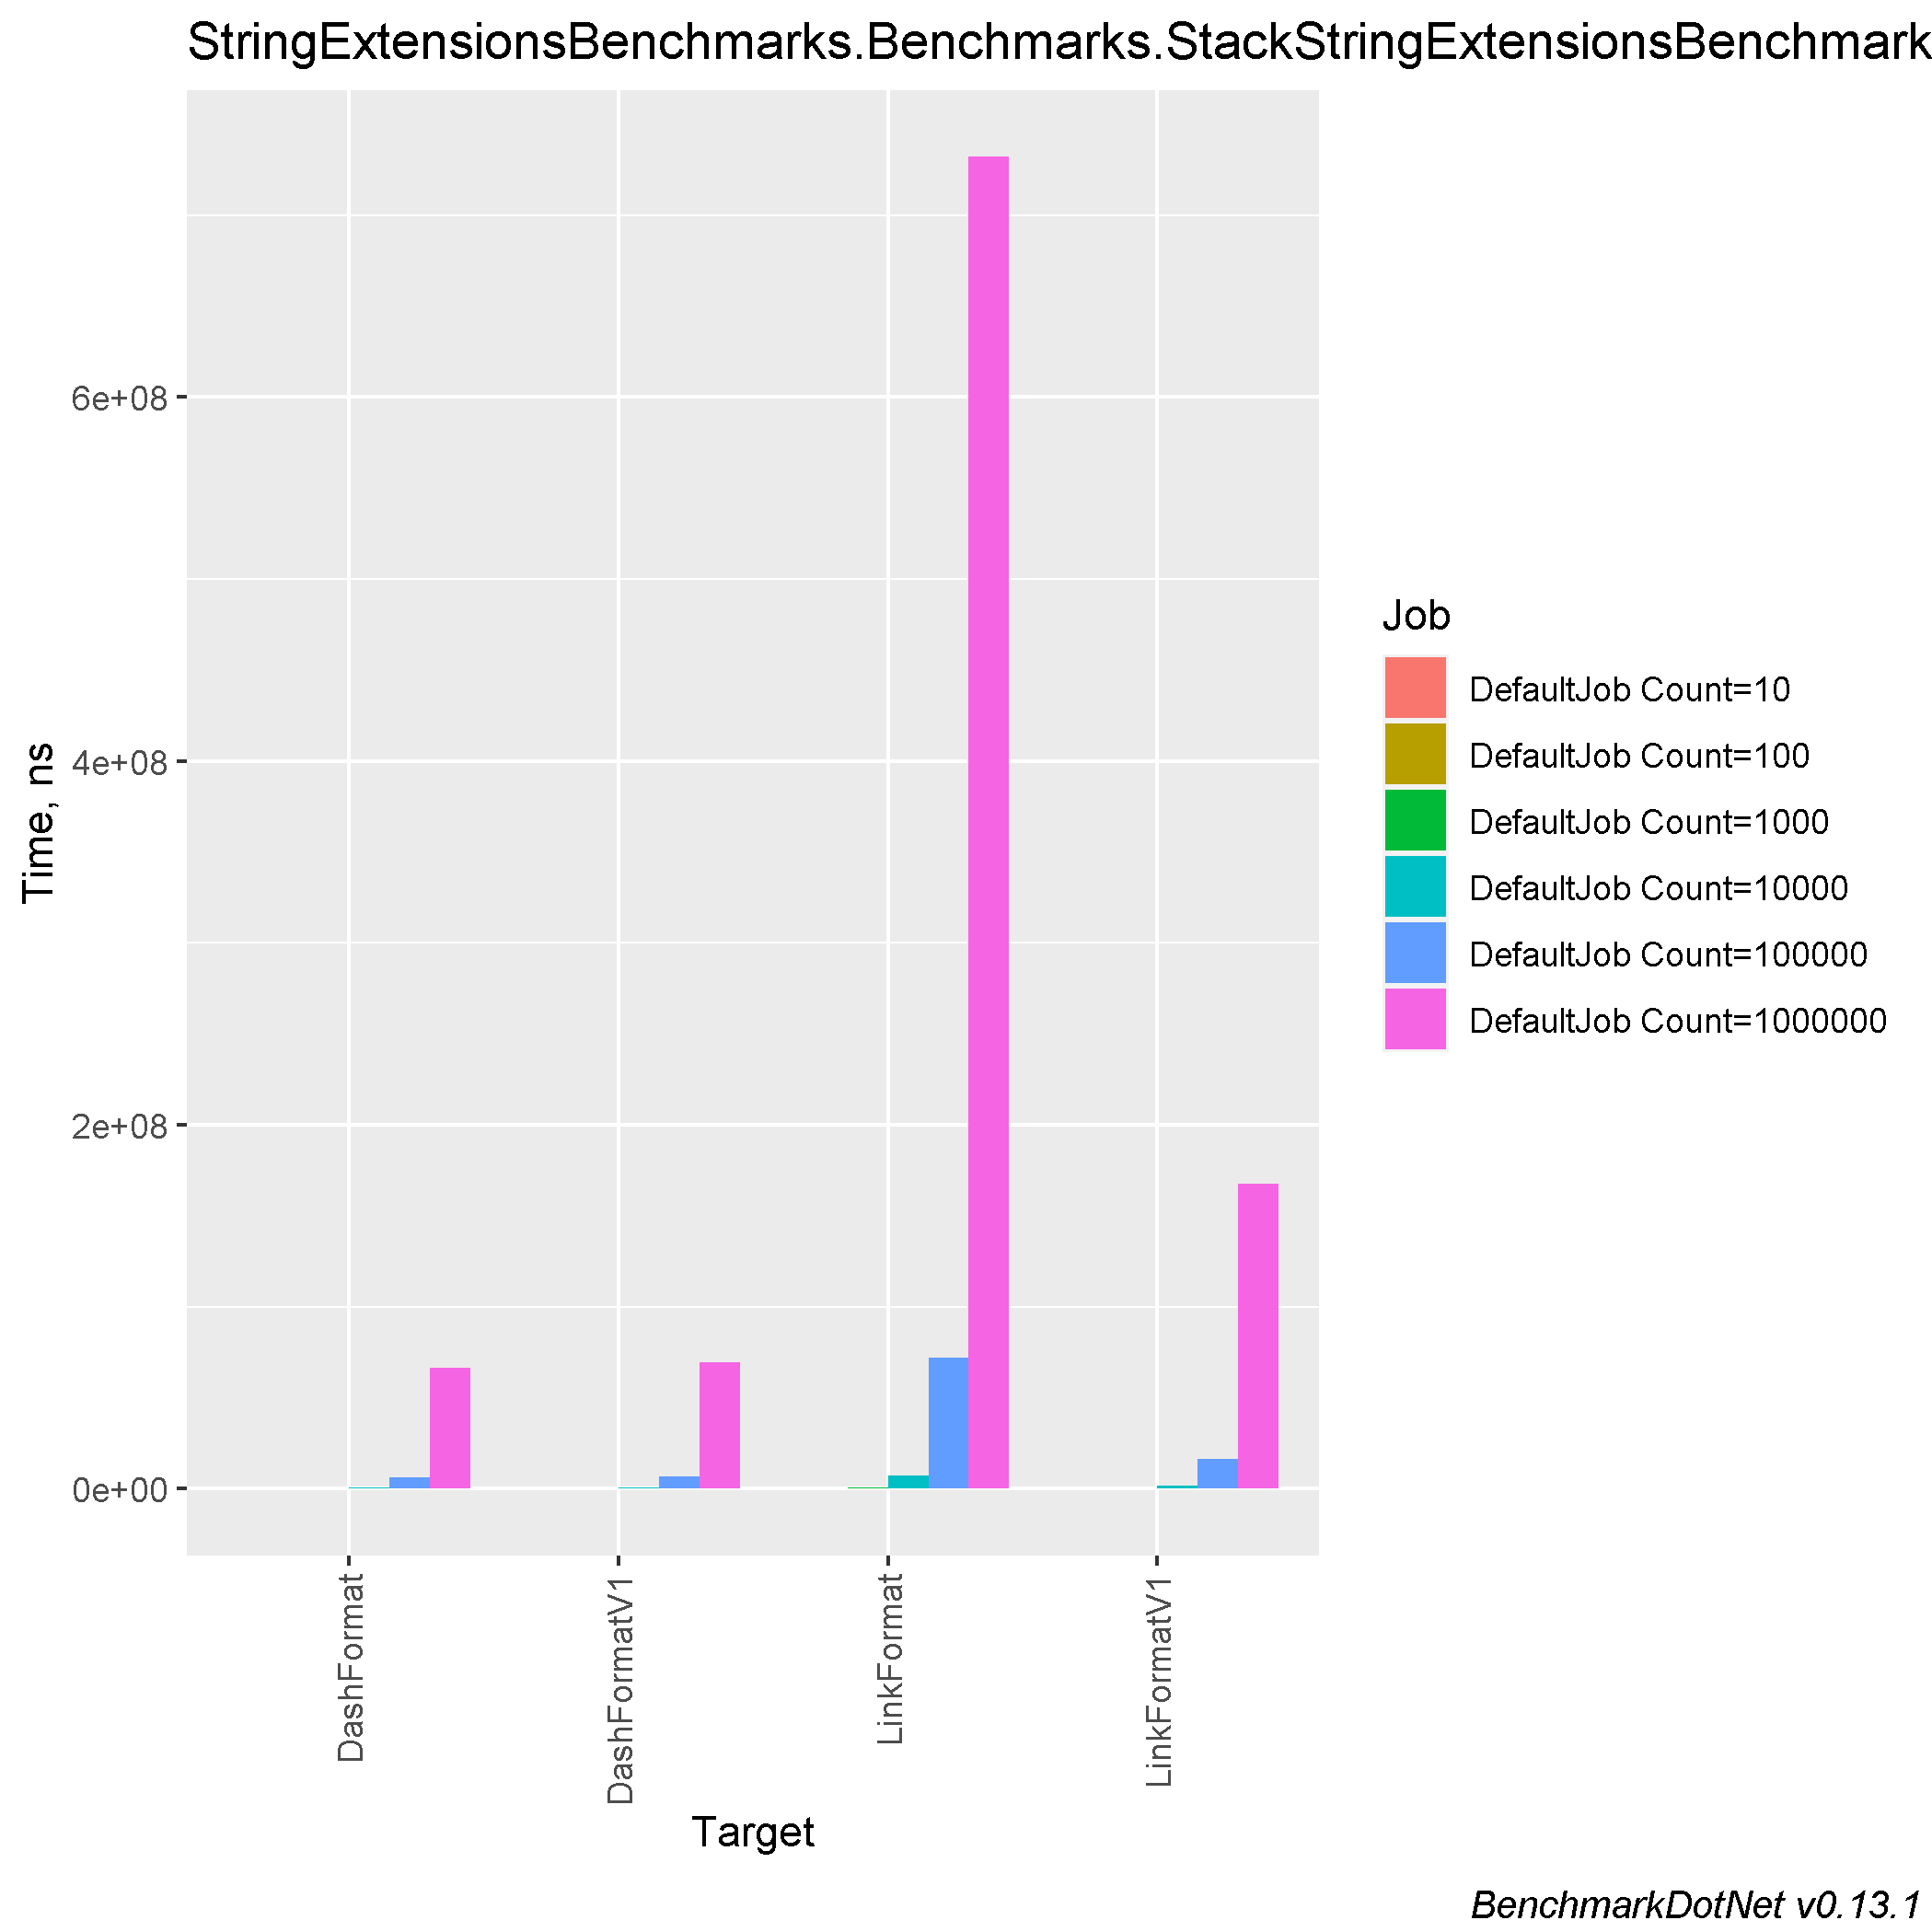 StringExtensionsBenchmarks.Benchmarks.StackStringExtensionsBenchmark
Time, ns
6e+08
4e+08
2e+08
0e+00
DashFormat
DashFormatV1
LinkFormat
LinkFormatV1
Target
Job
DefaultJob Count=10
DefaultJob Count=100
DefaultJob Count=1000
DefaultJob Count=10000
DefaultJob Count=100000
DefaultJob Count=1000000
BenchmarkDotNet v0.13.1